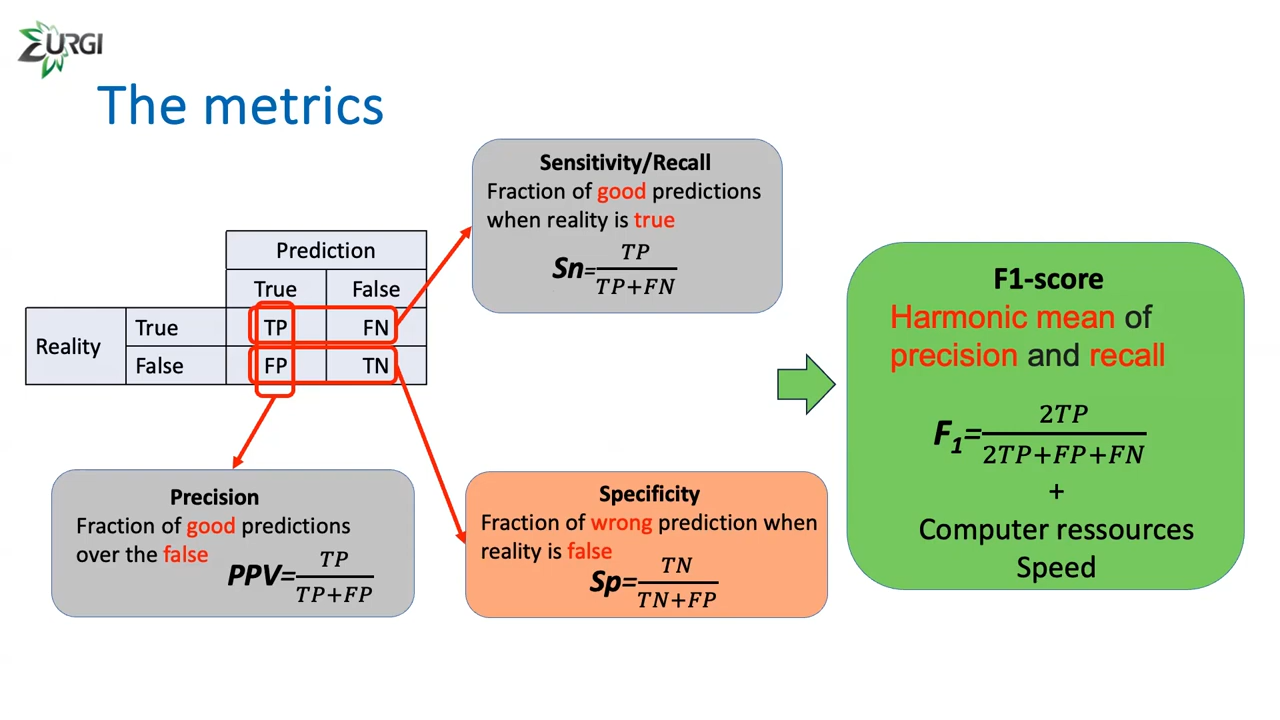 URGI
The metrics
Sensitivity/Recall
Fraction of good predictions
when reality is true
Sn=TP/TP+FN
Prediction
True False
Reality
True TP FN
False FP TN
Precision
Fraction of good predictions
over the false
PPV=TP/TP+FP
Specificity
Fraction of wrong prediction when
reality is false
Sp=TN/TN+FP
F1-score
Harmonic mean of
precision and recall
F1=2TP/2TP+FP+FN
+
Computer ressources
Speed